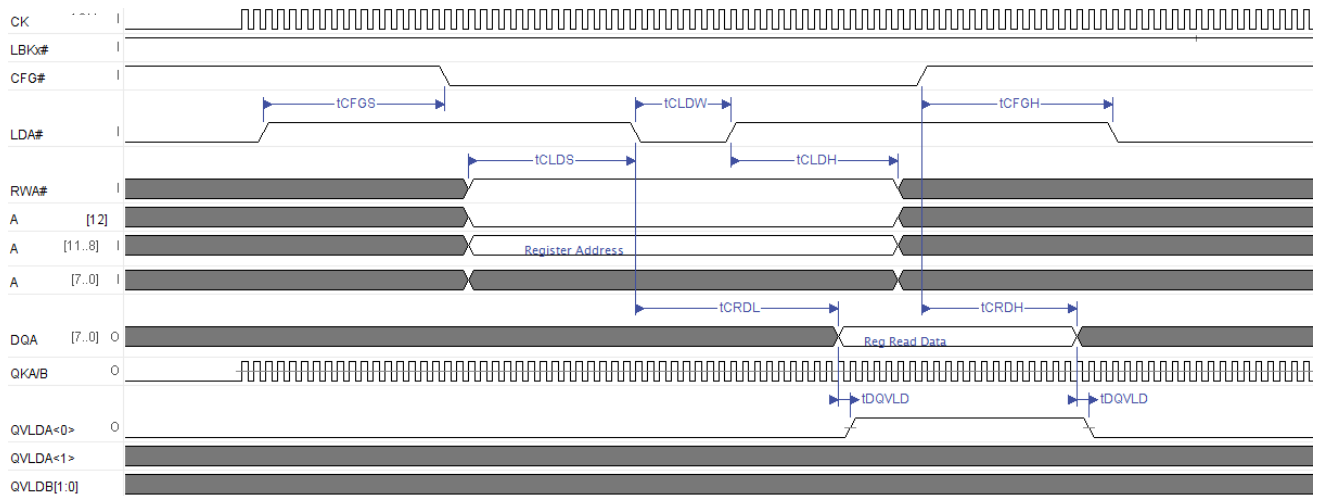 CK I
LBKx# I
CFG# I
tCFGS tCLDW tCFGH
LDA# I
tCLDS tCLDH
RWA# I
A [12]
A [11..8] I Register Address
A [7..0] I
tCRDL tCRDH
DQA [7..0] O Reg Read Data
QKA/B O
tDQVLD tDQVLD
QVLDA<0> O
QVLDA<1>
QVLDB[1:0]